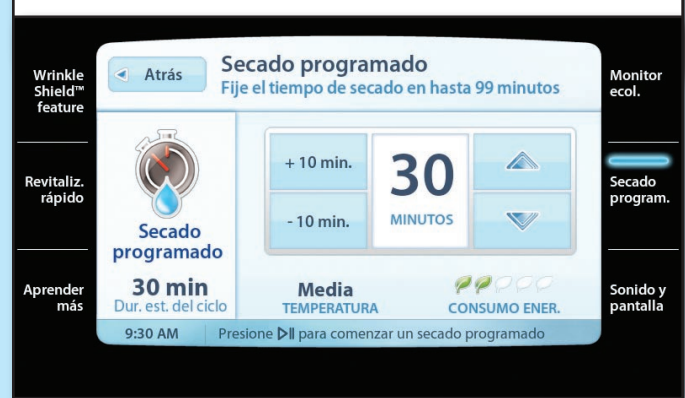 Wrinkle
Shield™
feature
Revitaliz.
rápido
Aprender
más
Atrás
Secado programado
Fije el tiempo de secado en hasta 99 minutos
Secado
programado
30 min
Dur. est. del ciclo
+ 10 min.
- 10 min.
30
MINUTOS
Media
TEMPERATURA
CONSUMO ENER.
9:30 AM
Presione ▷|| para comenzar un secado programado
Monitor
ecol.
Secado
program.
Sonido y
pantalla